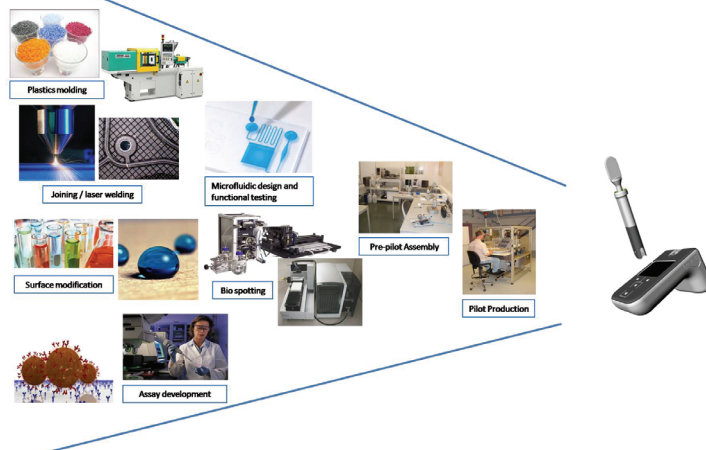 Plastics molding
Joining / laser welding
Microfluidic design and
functional testing
Pre-pilot Assembly
Surface modification
Bio spotting
Pilot Production
Assay development